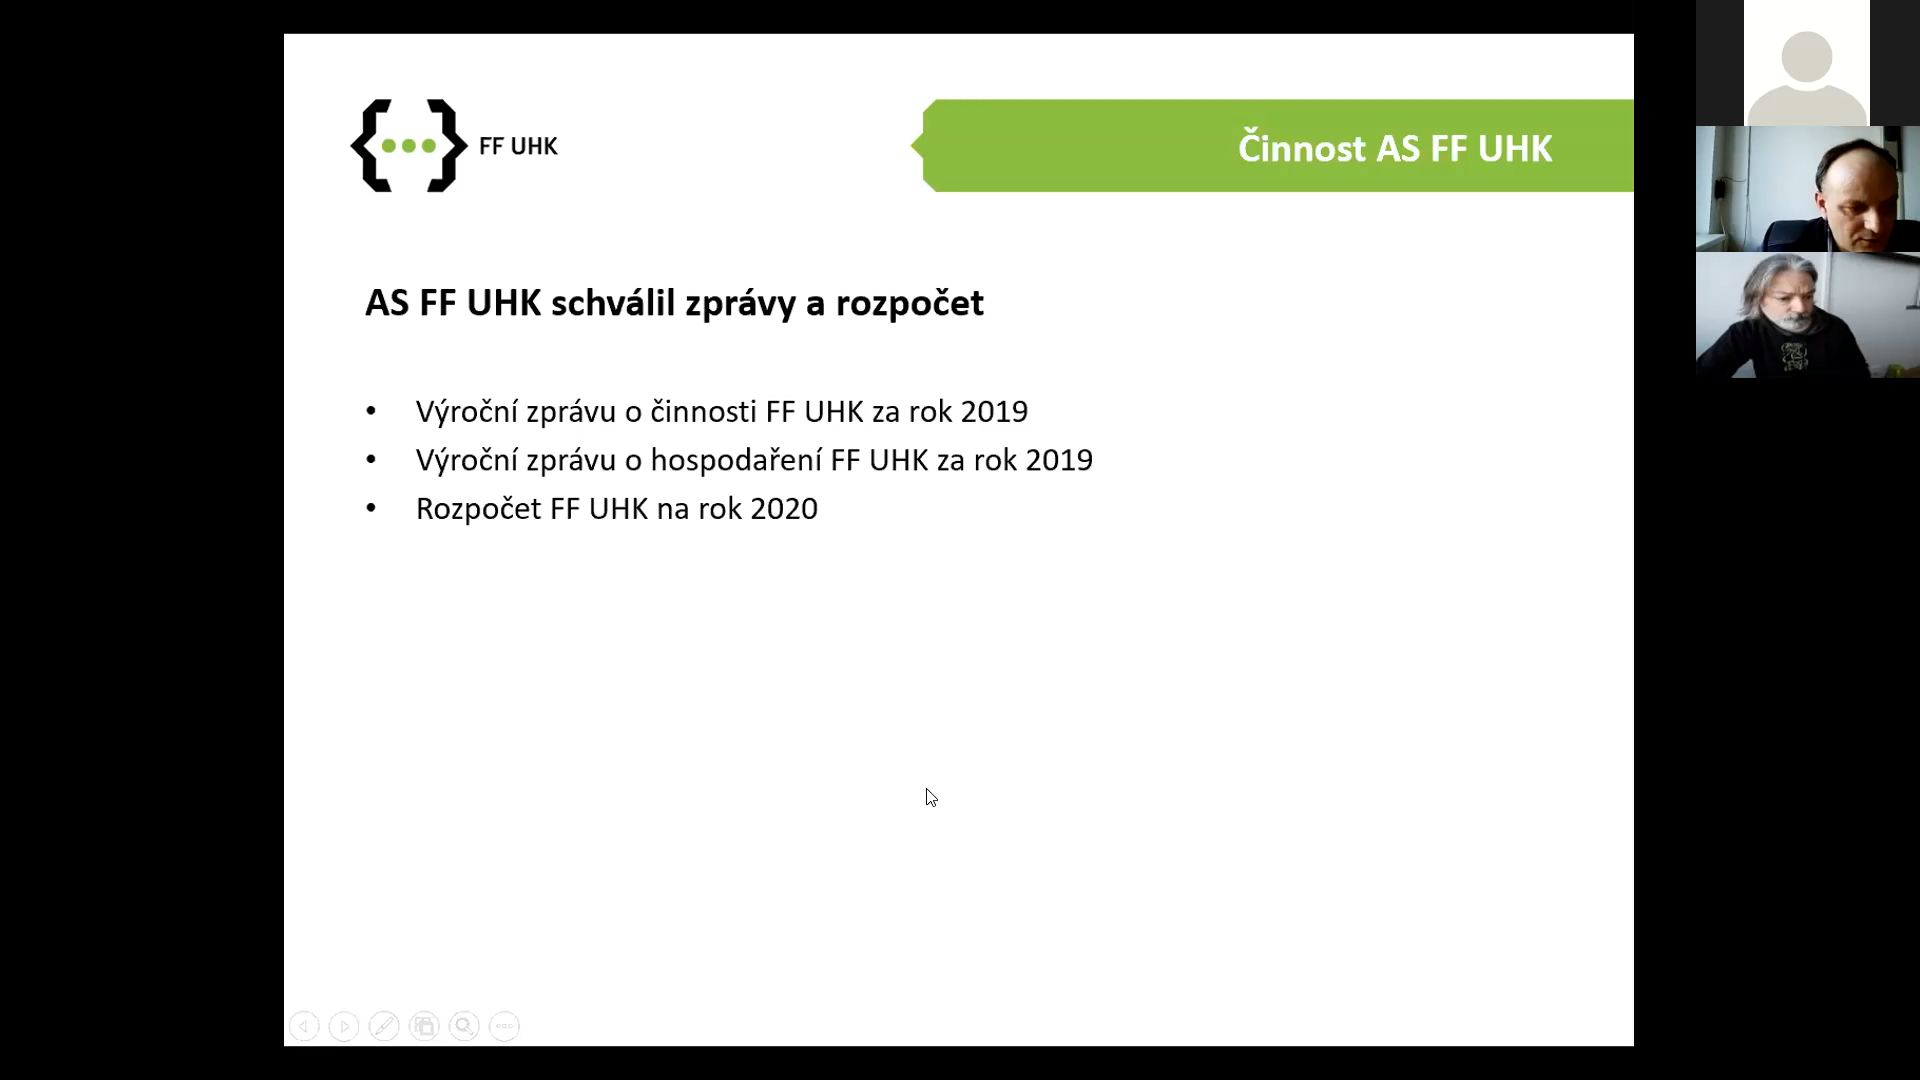 FF UHK
Činnost AS FF UHK
AS FF UHK schválil zprávy a rozpočet
• Výroční zprávu o činnosti FF UHK za rok 2019
• Výroční zprávu o hospodaření FF UHK za rok 2019
• Rozpočet FF UHK na rok 2020